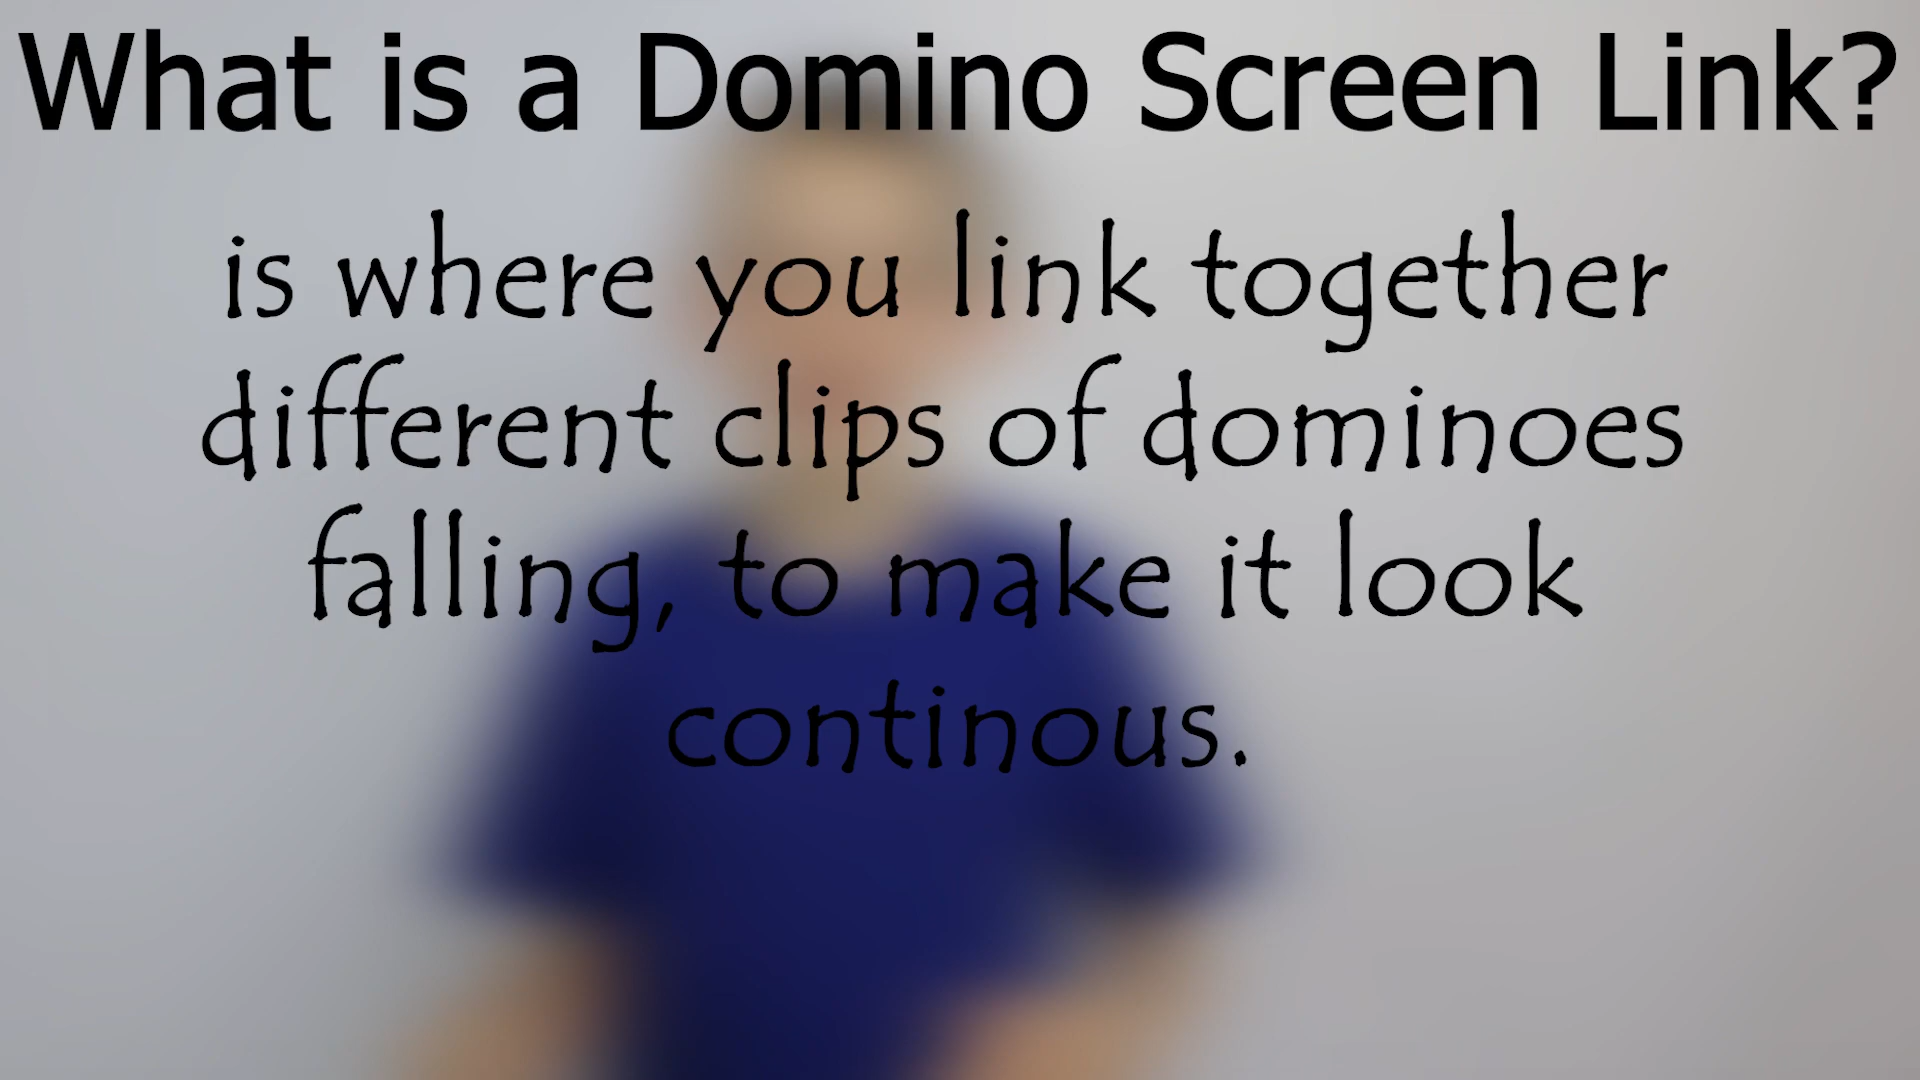 What is a Domino Screen Link?
is where you link together
different clips of dominoes
falling, to make it look
continous.